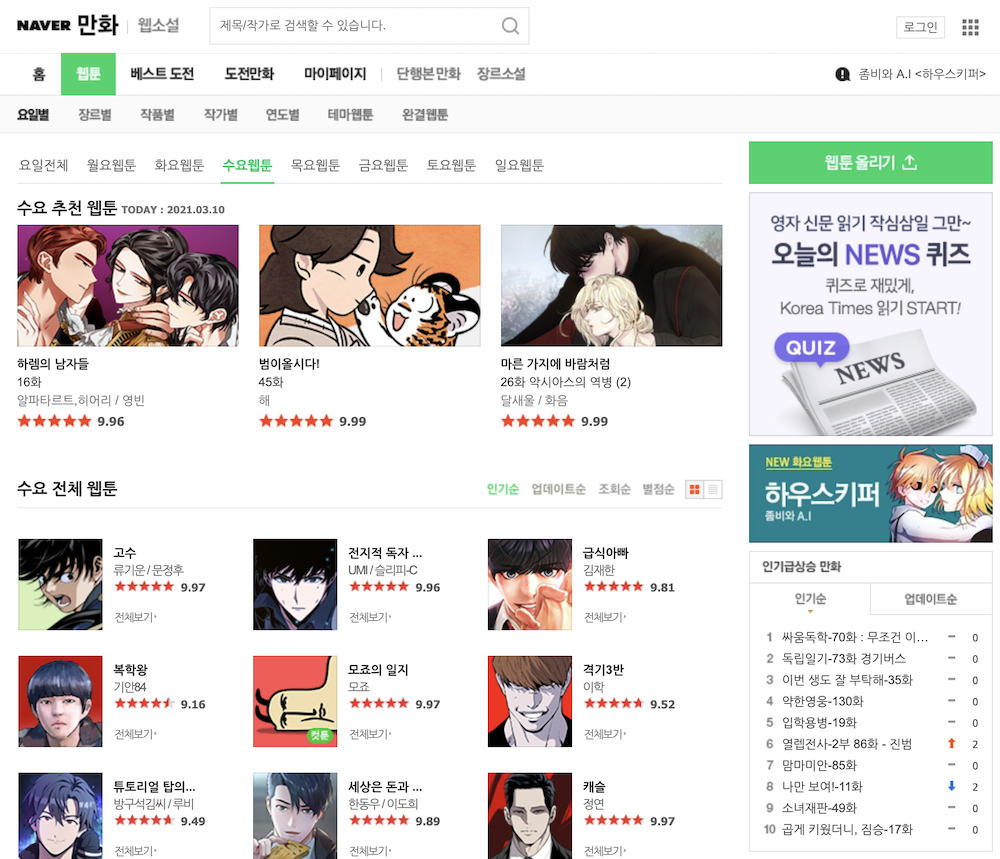 NAVER 만화 웹소설
제목/작가로 검색할 수 있습니다.
로그인
홈 웹툰 베스트 도전 도전만화 마이페이지 단행본만화 장르소설
좀비와 A.I <하우스키퍼>
요일별 장르별 작품별 작가별 연도별 테마웹툰 완결웹툰
요일전체 월요웹툰 화요웹툰 수요웹툰 목요웹툰 금요웹툰 토요웹툰 일요웹툰
수요 추천 웹툰 TODAY : 2021.03.10
하렘의 남자들
16화
알파타르트,히어리 / 영빈
9.96
범이올시다!
45화
해
9.99
마른 가지에 바람처럼
26화 악시아스의 역병 (2)
달새울 / 화음
9.99
수요 전체 웹툰
인기순 업데이트순 조회순 별점순
고수
류기운 / 문정후
9.97
전체보기
전지적 독자 ...
UMI / 슬리피-C
9.96
전체보기
급식아빠
김재한
9.81
전체보기
복학왕
기안84
9.16
전체보기
컷툰
모죠의 일지
모죠
9.97
전체보기
격기3반
이학
9.52
전체보기
튜토리얼 탑의...
방구석김씨 / 루비
9.49
전체보기
세상은 돈과 ...
한동우 / 이도희
9.89
전체보기
캐슬
정연
9.97
전체보기
웹툰 올리기
영자 신문 읽기 작심삼일 그만~
오늘의 NEWS 퀴즈
퀴즈로 재밌게,
Korea Times 읽기 START!
QUIZ
NEWS
NEW 화요웹툰
하우스키퍼
좀비와 A.I
인기급상승 만화
인기순 업데이트순
1 싸움독학-70화 : 무조건 이... 0
2 독립일기-73화 경기버스 0
3 이번 생도 잘 부탁해-35화 0
4 약한영웅-130화 0
5 입학용병-19화 0
6 열렙전사-2부 86화 - 진범 2
7 맘마미안-85화 0
8 나만 보여!-11화 2
9 소녀재판-49화 0
10 곱게 키웠더니, 짐승-17화 0